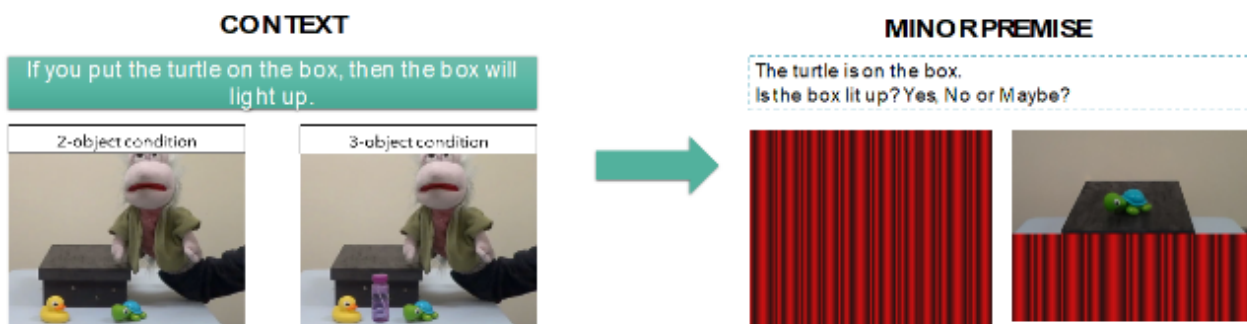 CONTEXT
If you put the turtle on the box, then the box will
light up.
2-object condition
3-object condition
MINOR PREMISE
The turtle is on the box.
Is the box lit up? Yes, No or Maybe?